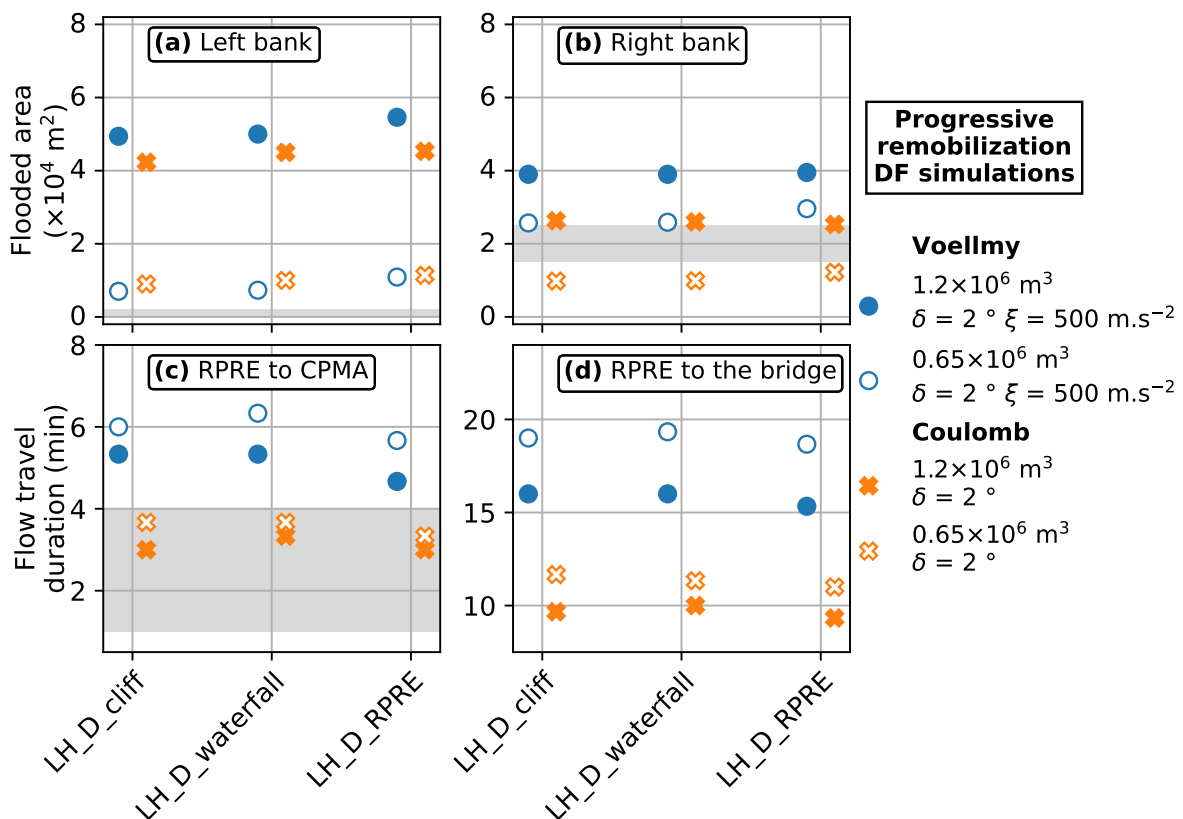 (a) Left bank
(b) Right bank
8
6
4
2
0
Flooded area
(×10⁴ m²)
8
6
4
2
0
Progressive
remobilization
DF simulations
Voellmy
1.2×10⁶ m³
δ = 2 ° ξ = 500 m.s⁻²
0.65×10⁶ m³
δ = 2 ° ξ = 500 m.s⁻²
Coulomb
1.2×10⁶ m³
δ = 2 °
0.65×10⁶ m³
δ = 2 °
(c) RPRE to CPMA
(d) RPRE to the bridge
8
6
4
2
Flow travel
duration (min)
20
15
10
LH_D_cliff
LH_D_waterfall
LH_D_RPRE
LH_D_cliff
LH_D_waterfall
LH_D_RPRE